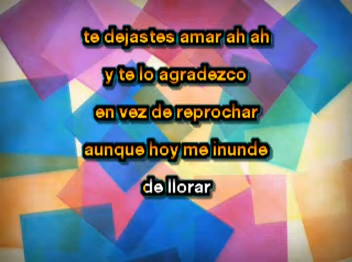 te dejastes amar ah ah
y te lo agradezco
en vez de reprochar
aunque hoy me inunde
de llorar